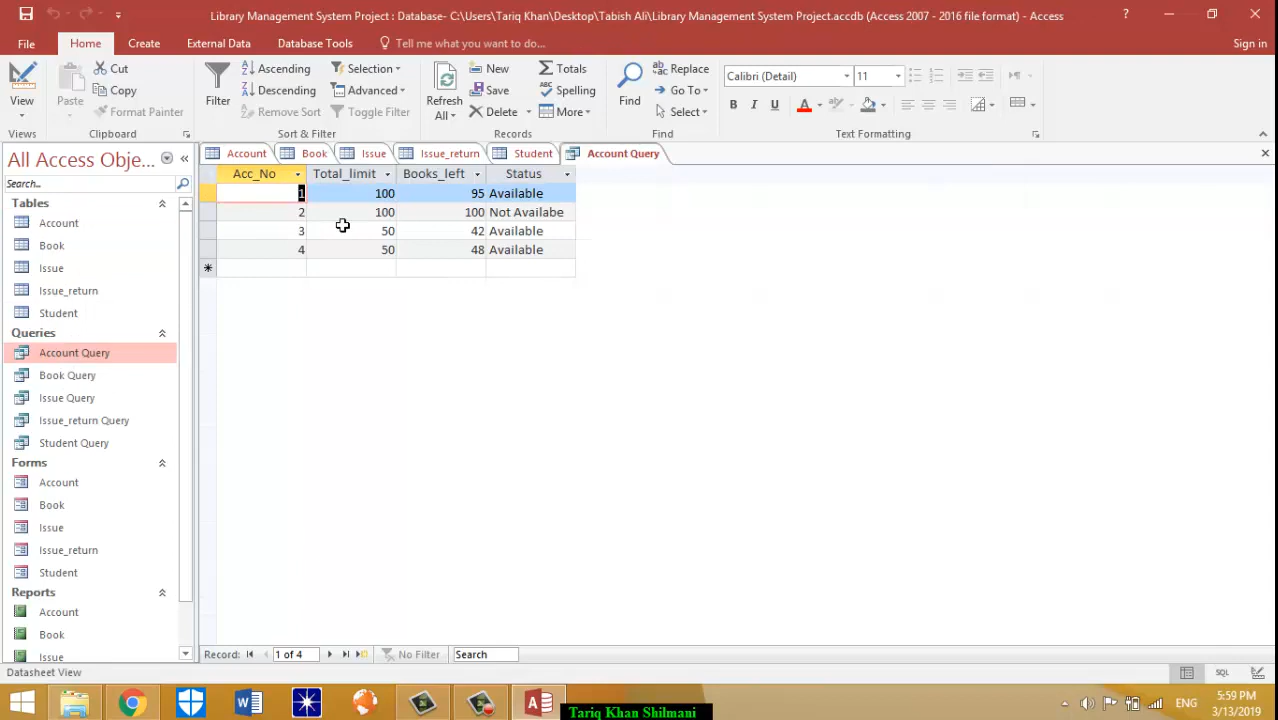 Library Management System Project : Database- C:\Users\Tariq Khan\Desktop\Tabish Ali\Library Management System Project.accdb (Access 2007 - 2016 file format) - Access
File Home Create External Data Database Tools Tell me what you want to do... Sign in
View Paste Cut Copy Format Painter
Filter Ascending Descending Remove Sort Selection Advanced Toggle Filter
Refresh All New Save Delete Totals Spelling More
Find Replace Go To Select
Calibri (Detail) 11
B I U A
Views Clipboard Sort & Filter Records Find Text Formatting
All Access Obje...
Search...
Tables
Account
Book
Issue
Issue_return
Student
Queries
Account Query
Book Query
Issue Query
Issue_return Query
Student Query
Forms
Account
Book
Issue
Issue_return
Student
Reports
Account
Book
Issue
Account Book Issue Issue_return Student Account Query
Acc_No Total_limit Books_left Status
1 100 95 Available
2 100 100 Not Availabe
3 50 42 Available
4 50 48 Available
Record: 1 of 4 No Filter Search
Datasheet View SQL
ENG 5:59 PM
3/13/2019
Tariq Khan Shilmani